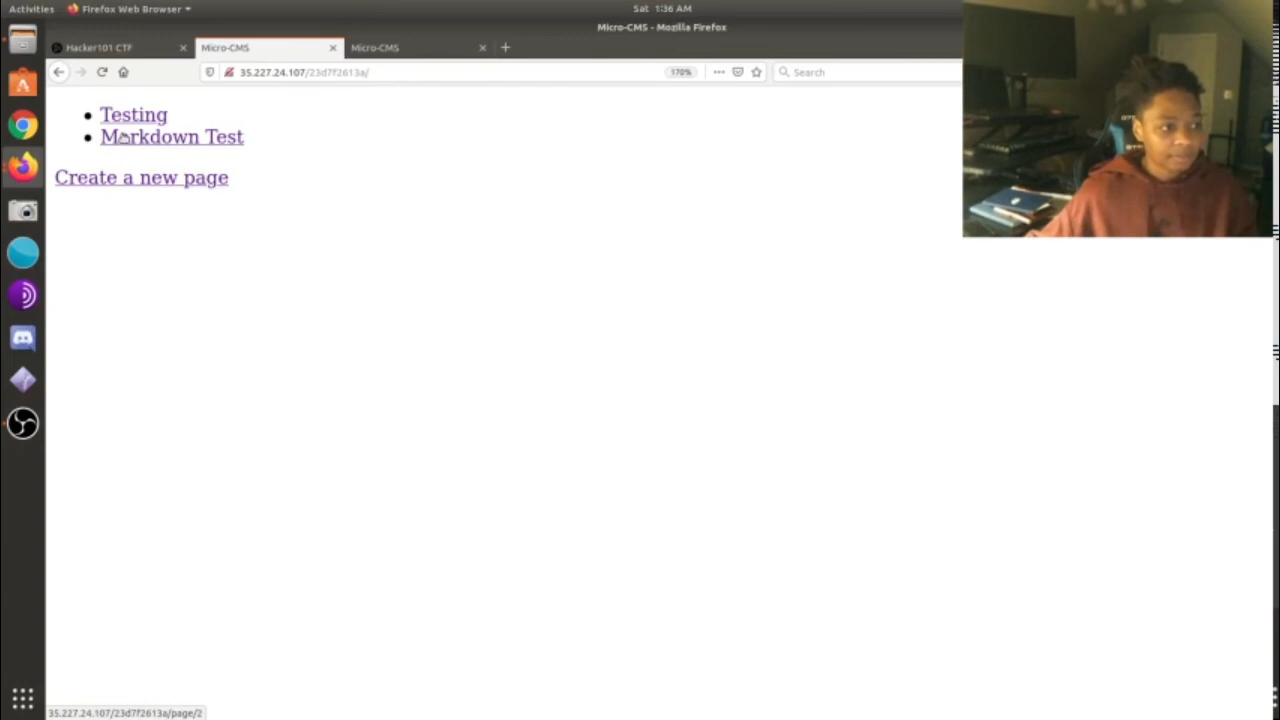 Activities Firefox Web Browser Sat 1:36 AM
Micro-CMS - Mozilla Firefox
Hacker101 CTF Micro-CMS Micro-CMS
35.227.24.107/23d7f2613a/ 170% Search
Testing
Markdown Test
Create a new page
35.227.24.107/23d7f2613a/page/2